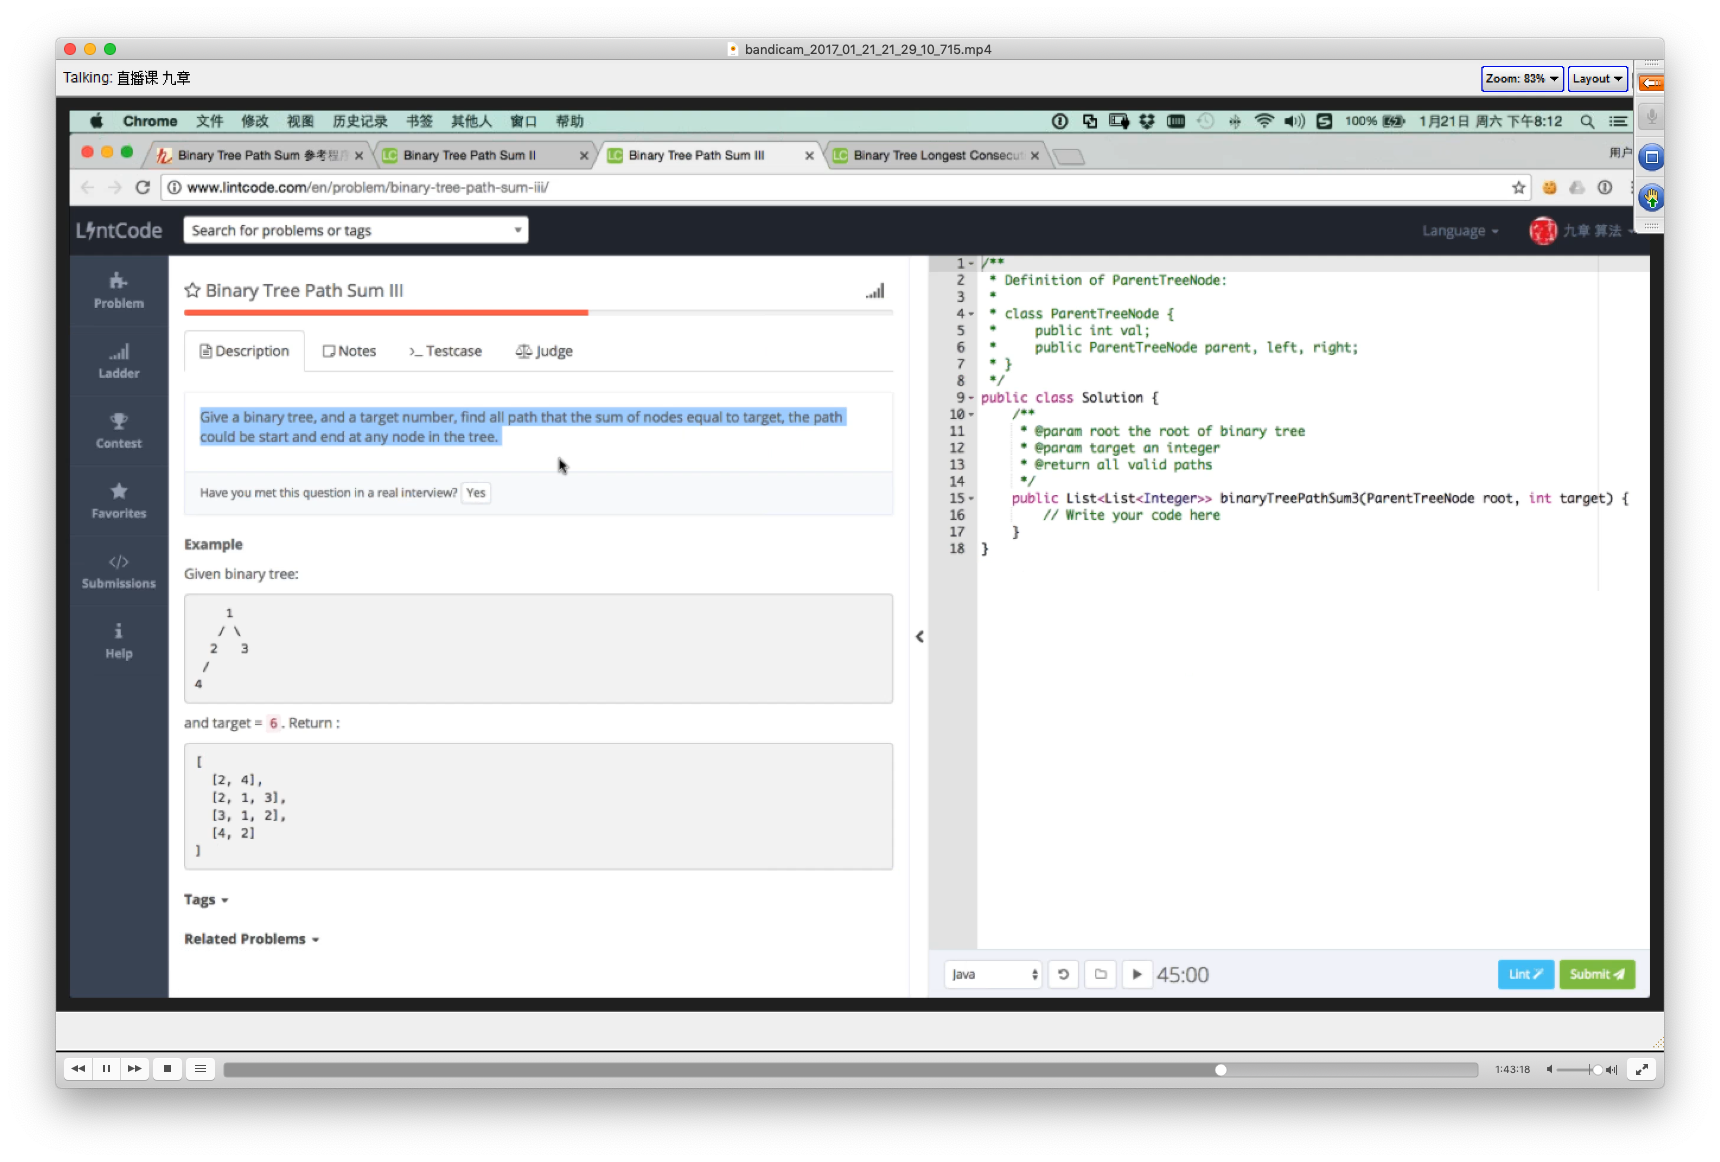 bandicam_2017_01_21_21_29_10_715.mp4
Talking: 直播课 九章
Zoom: 83%
Layout
Chrome 文件 修改 视图 历史记录 书签 其他人 窗口 帮助
100% 1月21日 周六 下午8:12
Binary Tree Path Sum 参考程
Binary Tree Path Sum II
Binary Tree Path Sum III
Binary Tree Longest Consecut
用户
www.lintcode.com/en/problem/binary-tree-path-sum-iii/
LintCode
Search for problems or tags
Language
九章 算法
Problem
Ladder
Contest
Favorites
Submissions
Help
Binary Tree Path Sum III
Description
Notes
Testcase
Judge
Give a binary tree, and a target number, find all path that the sum of nodes equal to target, the path
could be start and end at any node in the tree.
Have you met this question in a real interview? Yes
Example
Given binary tree:
1
/ \
2 3
/
4
and target = 6. Return :
[
[2, 4],
[2, 1, 3],
[3, 1, 2],
[4, 2]
]
Tags
Related Problems
1 /**
2 * Definition of ParentTreeNode:
3 *
4 * class ParentTreeNode {
5 * public int val;
6 * public ParentTreeNode parent, left, right;
7 * }
8 */
9 public class Solution {
10 /**
11 * @param root the root of binary tree
12 * @param target an integer
13 * @return all valid paths
14 */
15 public List<List<Integer>> binaryTreePathSum3(ParentTreeNode root, int target) {
16 // Write your code here
17 }
18 }
Java
45:00
Lint
Submit
1:43:18